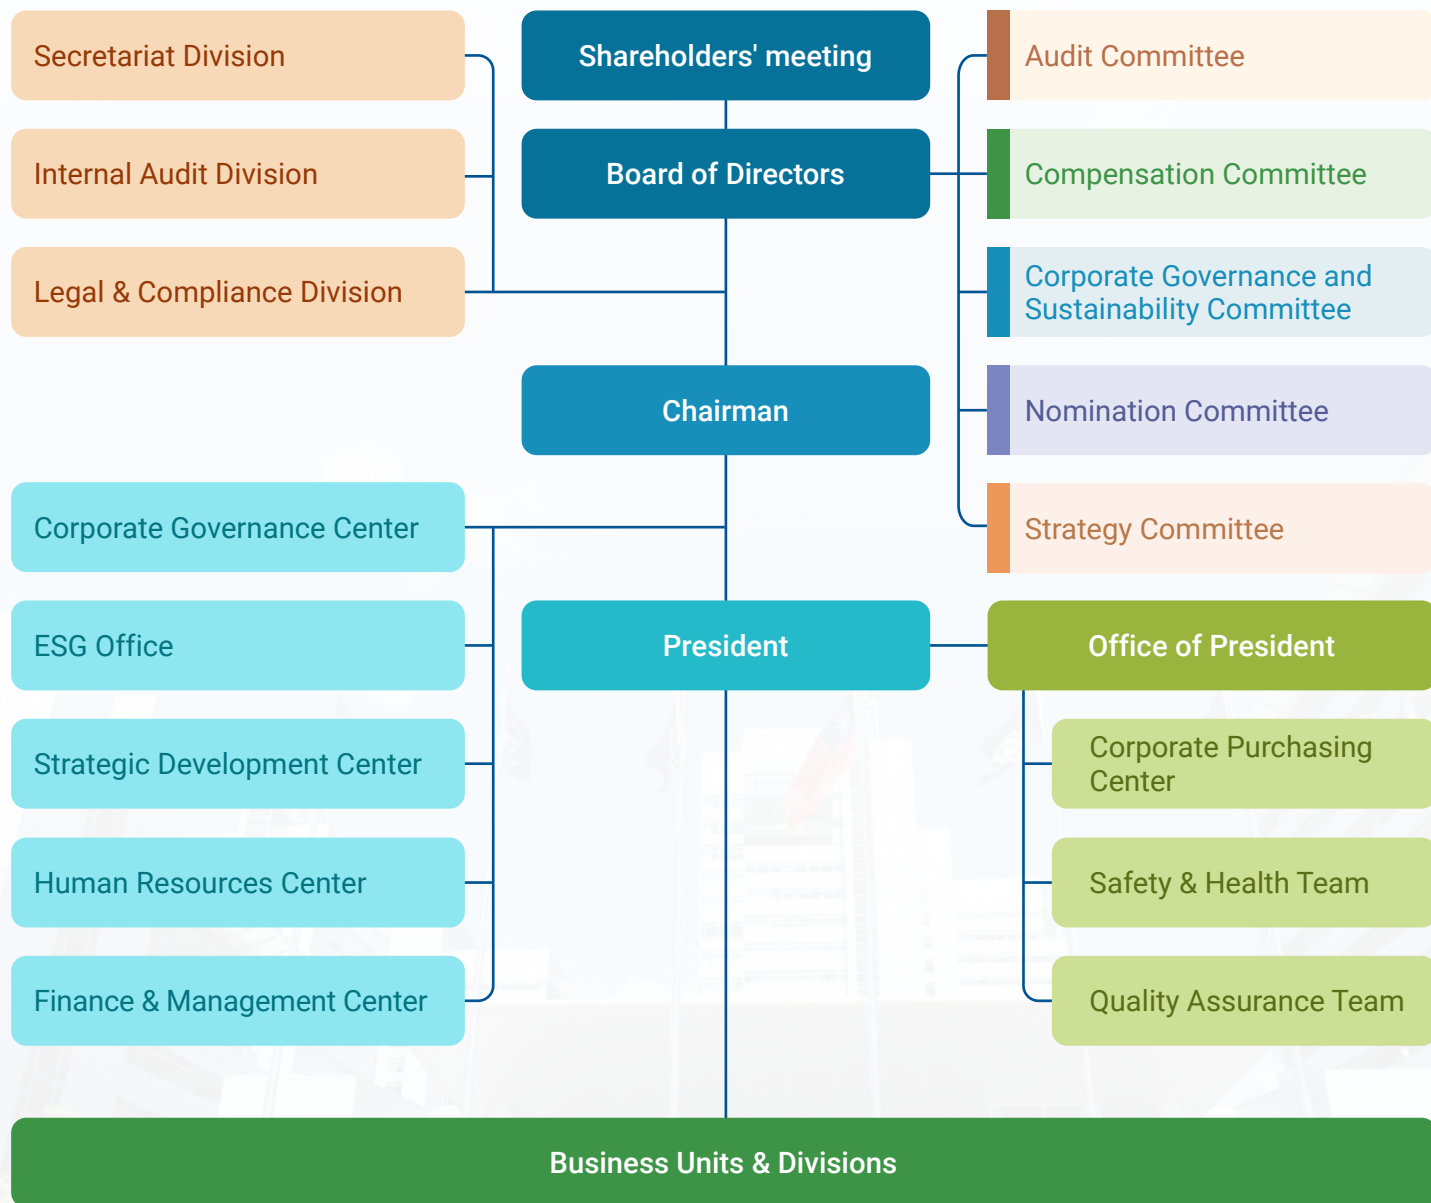 Secretariat Division
Shareholders' meeting
Audit Committee
Internal Audit Division
Board of Directors
Compensation Committee
Legal & Compliance Division
Corporate Governance and
Sustainability Committee
Chairman
Nomination Committee
Corporate Governance Center
Strategy Committee
ESG Office
President
Office of President
Strategic Development Center
Corporate Purchasing
Center
Human Resources Center
Safety & Health Team
Finance & Management Center
Quality Assurance Team
Business Units & Divisions